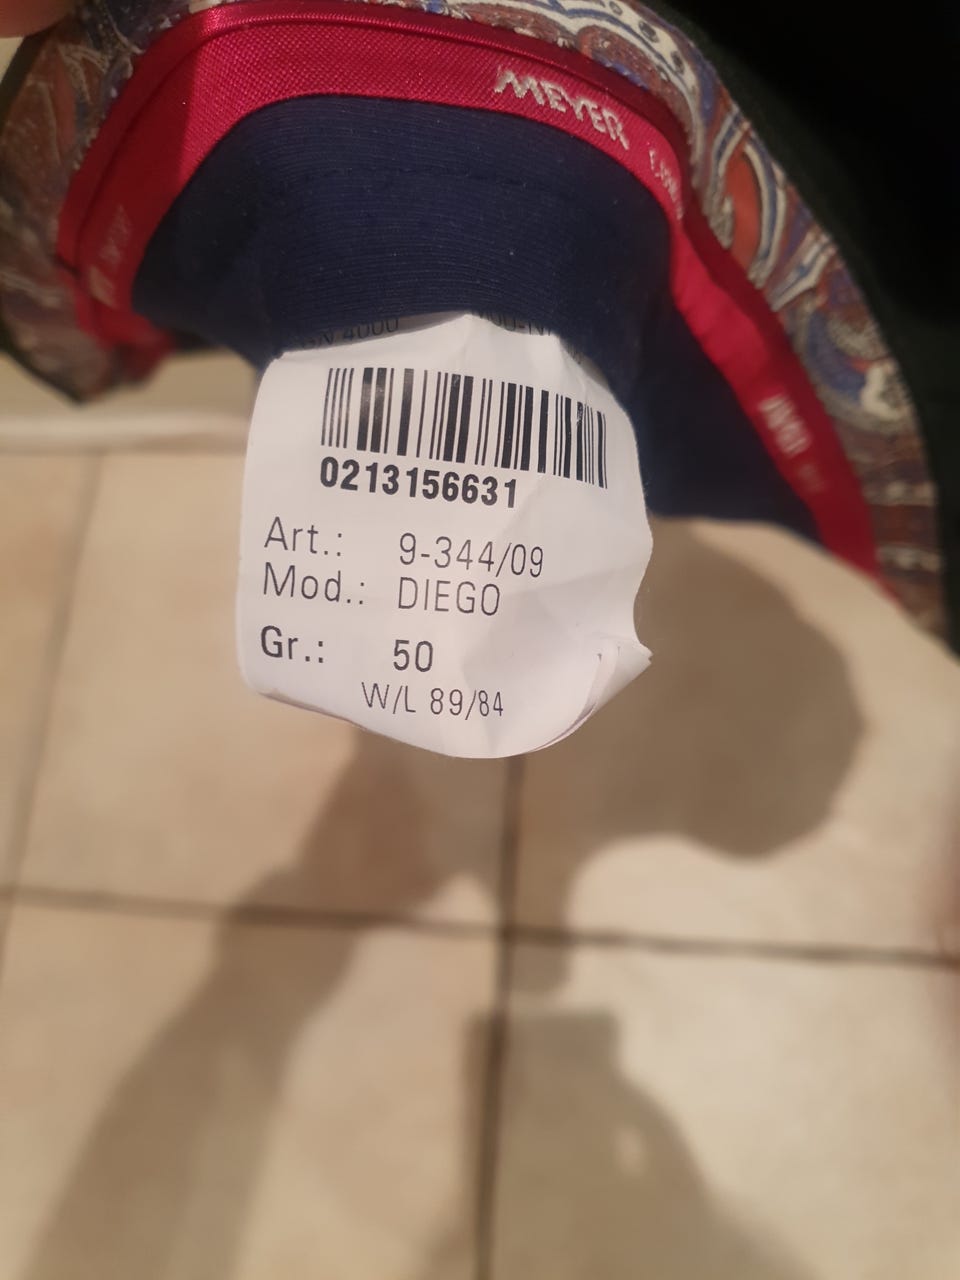 MEYER
0213156631
Art.: 9-344/09
Mod.: DIEGO
Gr.: 50
W/L 89/84